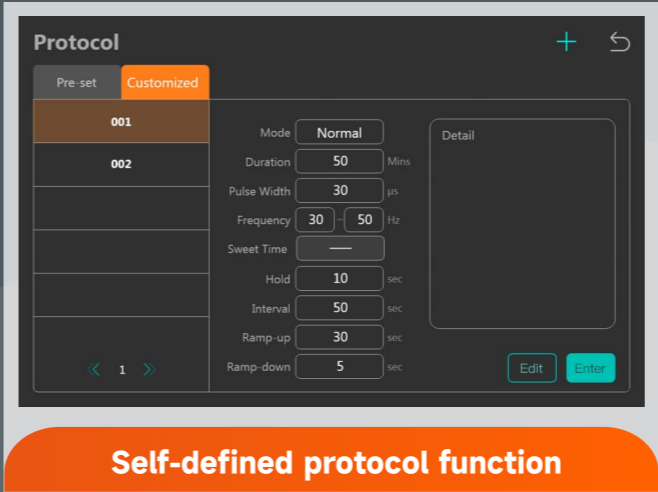 Protocol
Pre-set Customized
001
002
Mode Normal
Duration 50 Mins
Pulse Width 30 μs
Frequency 30 - 50 Hz
Sweet Time —
Hold 10 sec
Interval 50 sec
Ramp-up 30 sec
Ramp-down 5 sec
Detail
1
Edit Enter
Self-defined protocol function